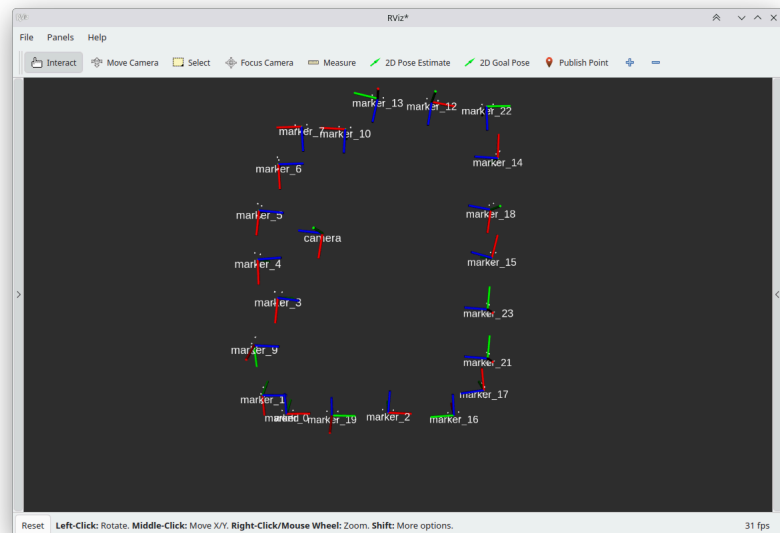 RViz*
File Panels Help
Interact Move Camera Select Focus Camera Measure 2D Pose Estimate 2D Goal Pose Publish Point
marker_13
marker_12
marker_22
marker_7
marker_10
marker_14
marker_6
marker_5
marker_18
camera
marker_4
marker_15
marker_3
marker_23
marker_9
marker_21
marker_1
marker_17
marker_0
marker_19
marker_2
marker_16
Reset Left-Click: Rotate. Middle-Click: Move X/Y. Right-Click/Mouse Wheel: Zoom. Shift: More options. 31 fps